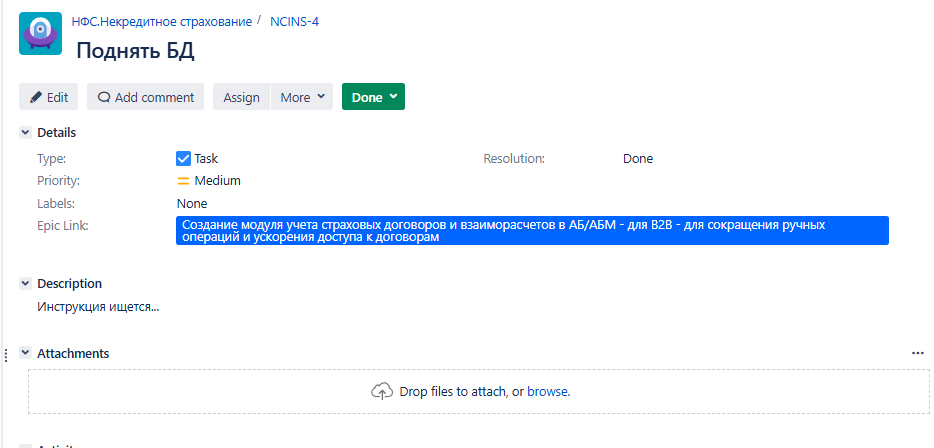 НФС.Некредитное страхование / NCINS-4
Поднять БД
Edit Add comment Assign More Done
Details
Type: Task Resolution: Done
Priority: Medium
Labels: None
Epic Link: Создание модуля учета страховых договоров и взаиморасчетов в АБ/АБМ - для B2B - для сокращения ручных
операций и ускорения доступа к договорам
Description
Инструкция ищется...
Attachments
Drop files to attach, or browse.